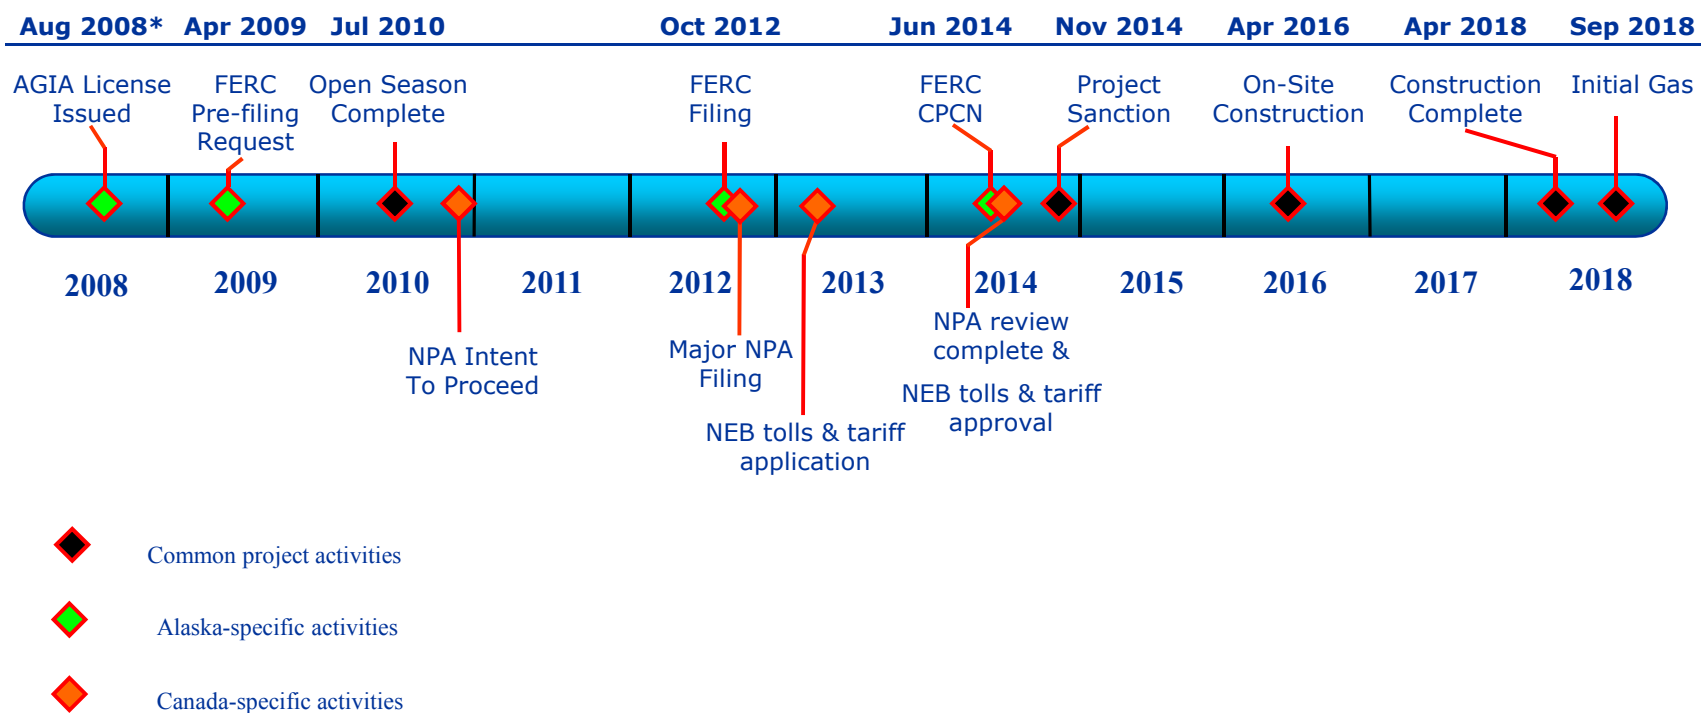 Aug 2008* Apr 2009 Jul 2010 Oct 2012 Jun 2014 Nov 2014 Apr 2016 Apr 2018 Sep 2018
AGIA License
Issued
FERC
Pre-filing
Request
Open Season
Complete
FERC
Filing
FERC
CPCN
Project
Sanction
On-Site
Construction
Construction
Complete
Initial Gas
2008 2009 2010 2011 2012 2013 2014 2015 2016 2017 2018
NPA Intent
To Proceed
Major NPA
Filing
NEB tolls & tariff
application
NPA review
complete &
NEB tolls & tariff
approval
Common project activities
Alaska-specific activities
Canada-specific activities